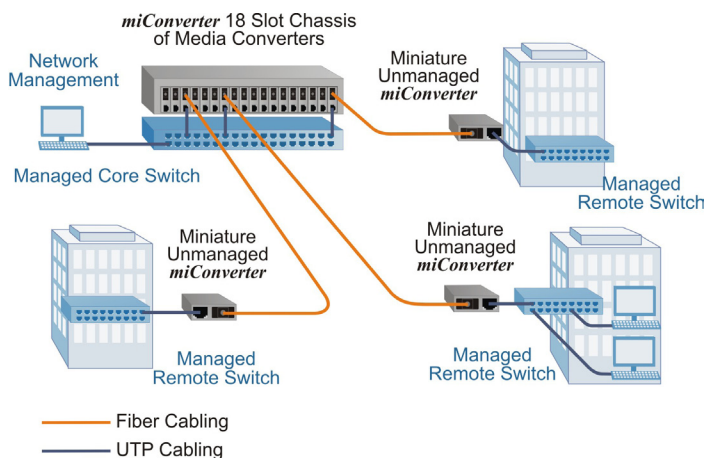 miConverter 18 Slot Chassis
of Media Converters
Network
Management
Miniature
Unmanaged
miConverter
Managed Core Switch
Managed
Remote Switch
Miniature
Unmanaged
miConverter
Miniature
Unmanaged
miConverter
Managed
Remote Switch
Managed
Remote Switch
Fiber Cabling
UTP Cabling